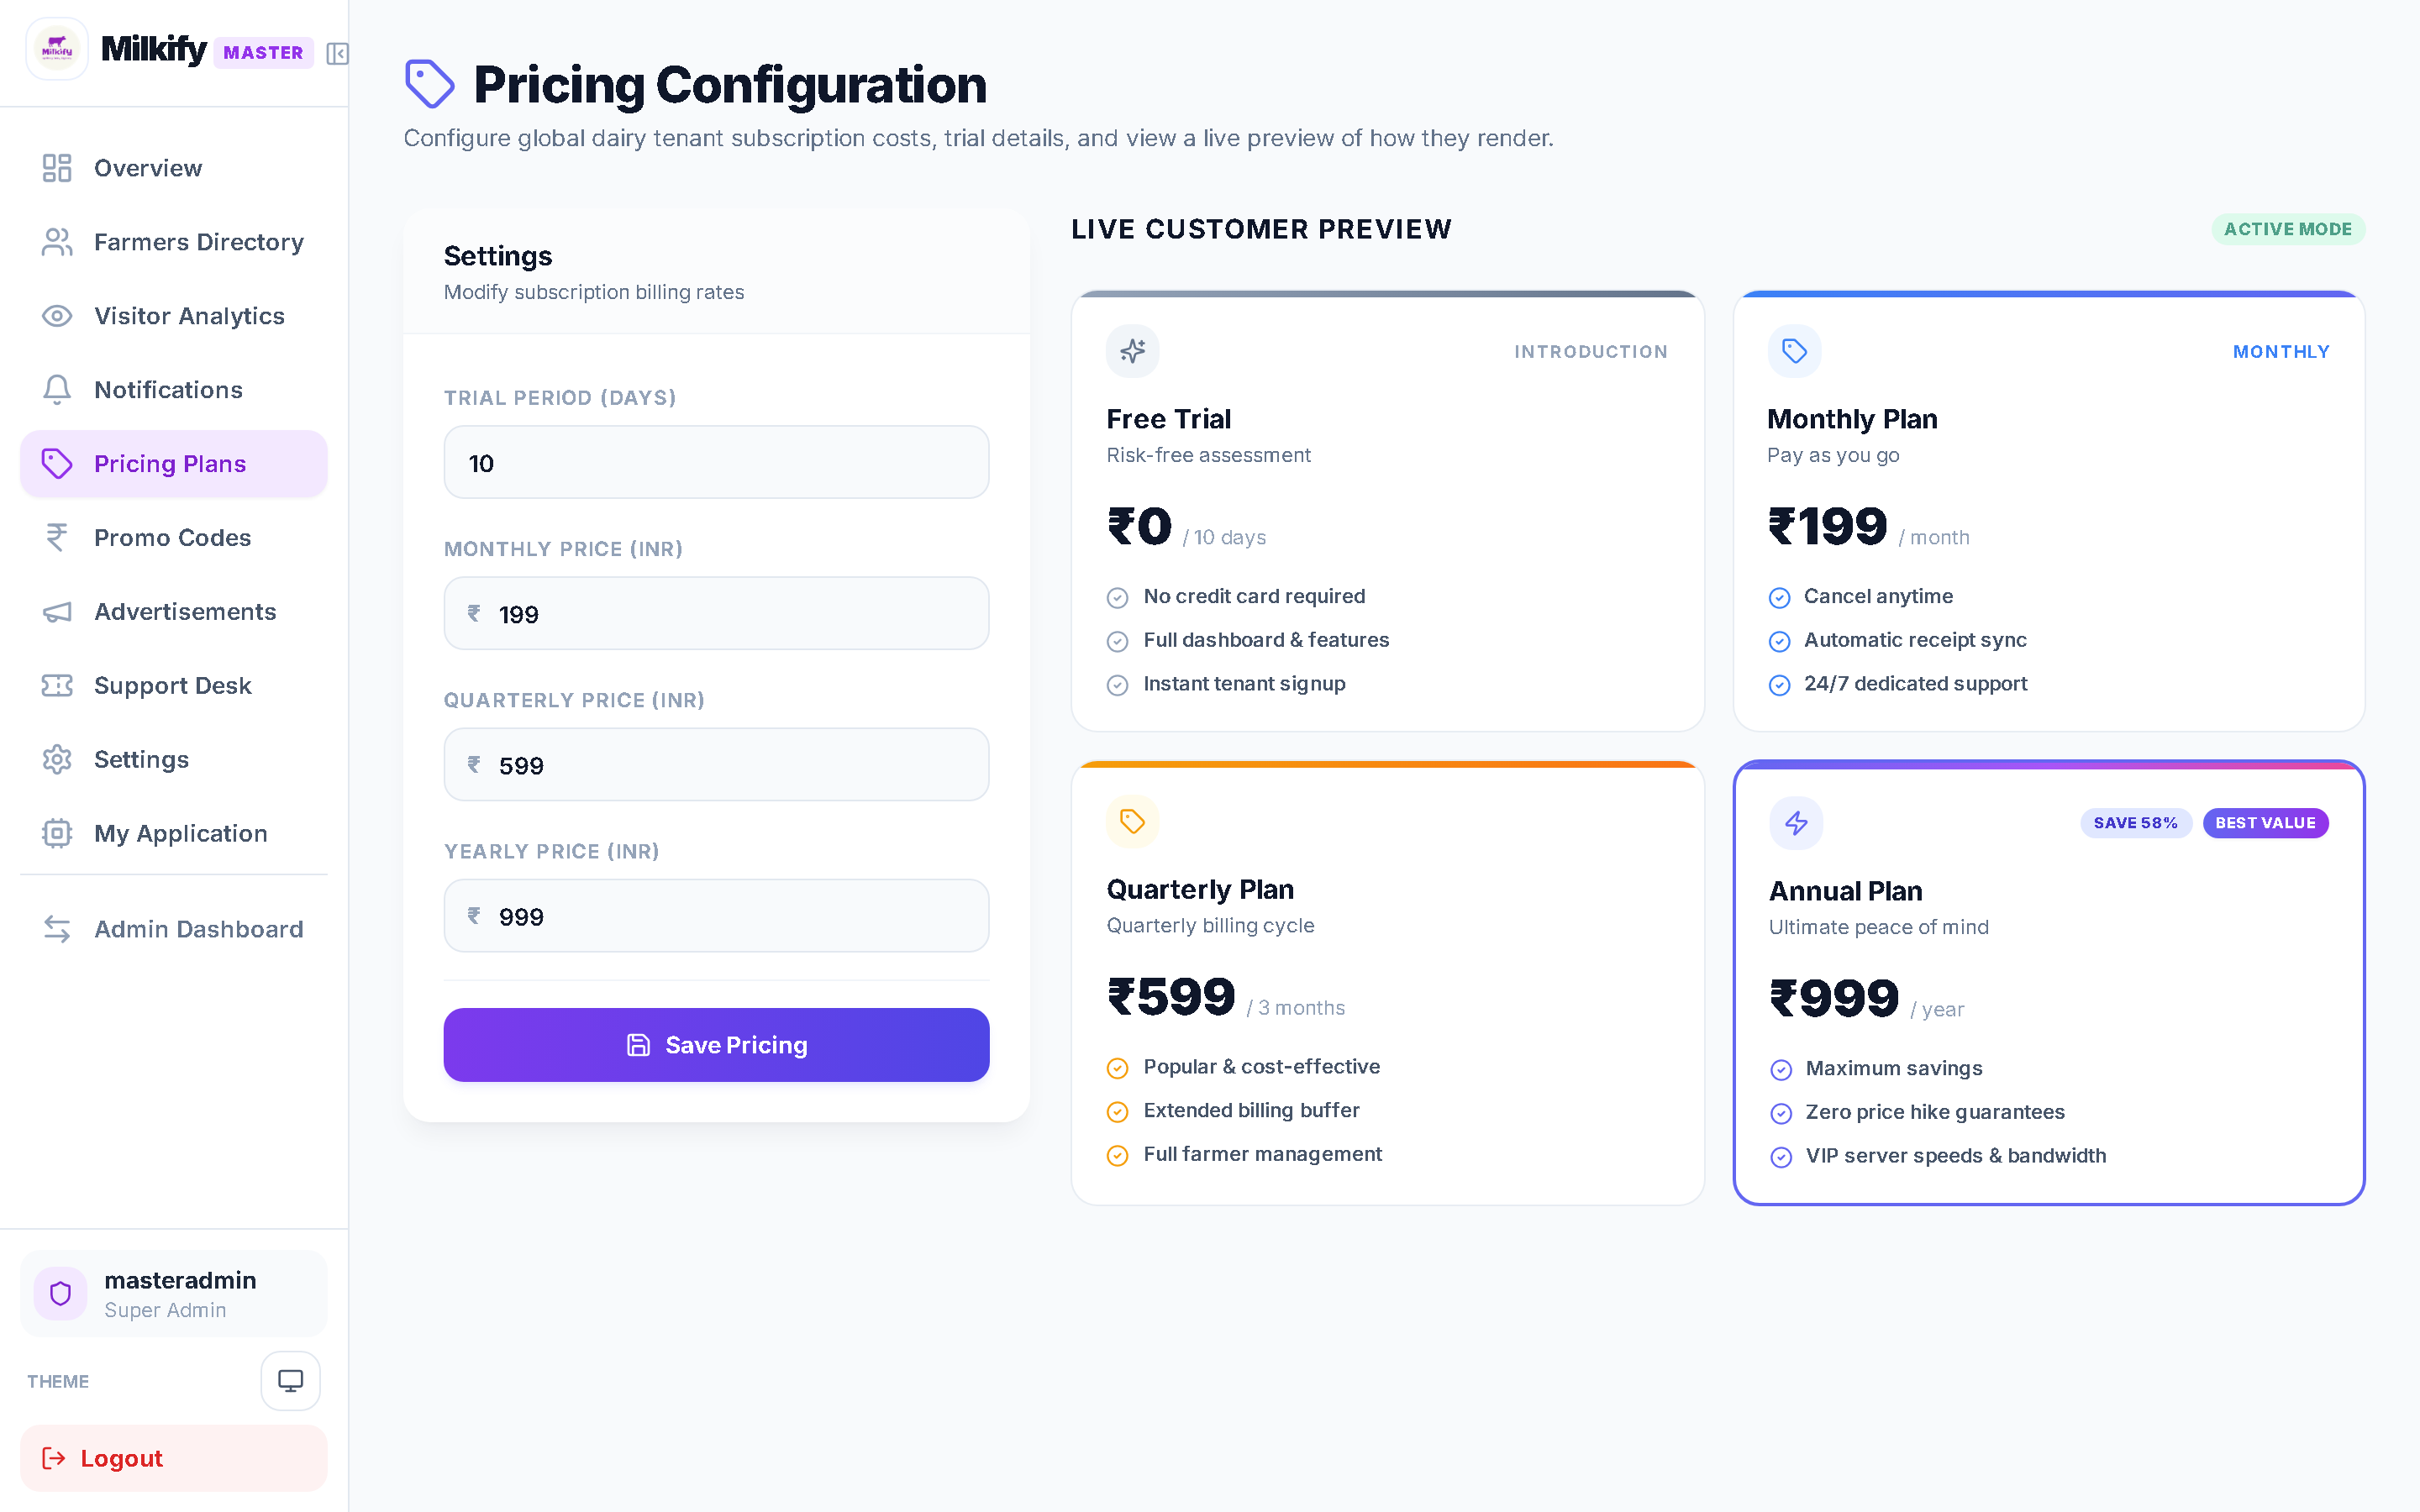 Milkify
Milkify MASTER
Overview
Farmers Directory
Visitor Analytics
Notifications
Pricing Plans
Promo Codes
Advertisements
Support Desk
Settings
My Application
Admin Dashboard
masteradmin
Super Admin
THEME
Logout
Pricing Configuration
Configure global dairy tenant subscription costs, trial details, and view a live preview of how they render.
Settings
Modify subscription billing rates
TRIAL PERIOD (DAYS)
10
MONTHLY PRICE (INR)
₹ 199
QUARTERLY PRICE (INR)
₹ 599
YEARLY PRICE (INR)
₹ 999
Save Pricing
LIVE CUSTOMER PREVIEW
ACTIVE MODE
INTRODUCTION
Free Trial
Risk-free assessment
₹0 / 10 days
No credit card required
Full dashboard & features
Instant tenant signup
MONTHLY
Monthly Plan
Pay as you go
₹199 / month
Cancel anytime
Automatic receipt sync
24/7 dedicated support
Quarterly Plan
Quarterly billing cycle
₹599 / 3 months
Popular & cost-effective
Extended billing buffer
Full farmer management
SAVE 58% BEST VALUE
Annual Plan
Ultimate peace of mind
₹999 / year
Maximum savings
Zero price hike guarantees
VIP server speeds & bandwidth